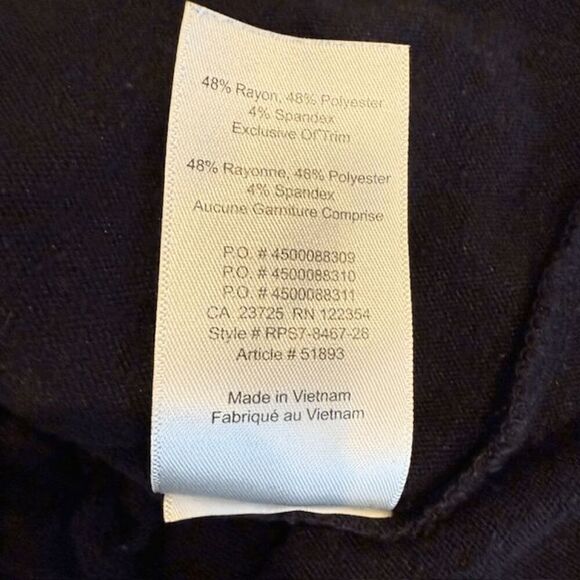 48% Rayon, 48% Polyester
4% Spandex
Exclusive Of Trim
48% Rayonne, 48% Polyester
4% Spandex
Aucune Garniture Comprise
P.O. # 4500088309
P.O. # 4500088310
P.O. # 4500088311
CA 23725 RN 122354
Style # RPS7-8467-26
Article # 51893
Made in Vietnam
Fabriqué au Vietnam